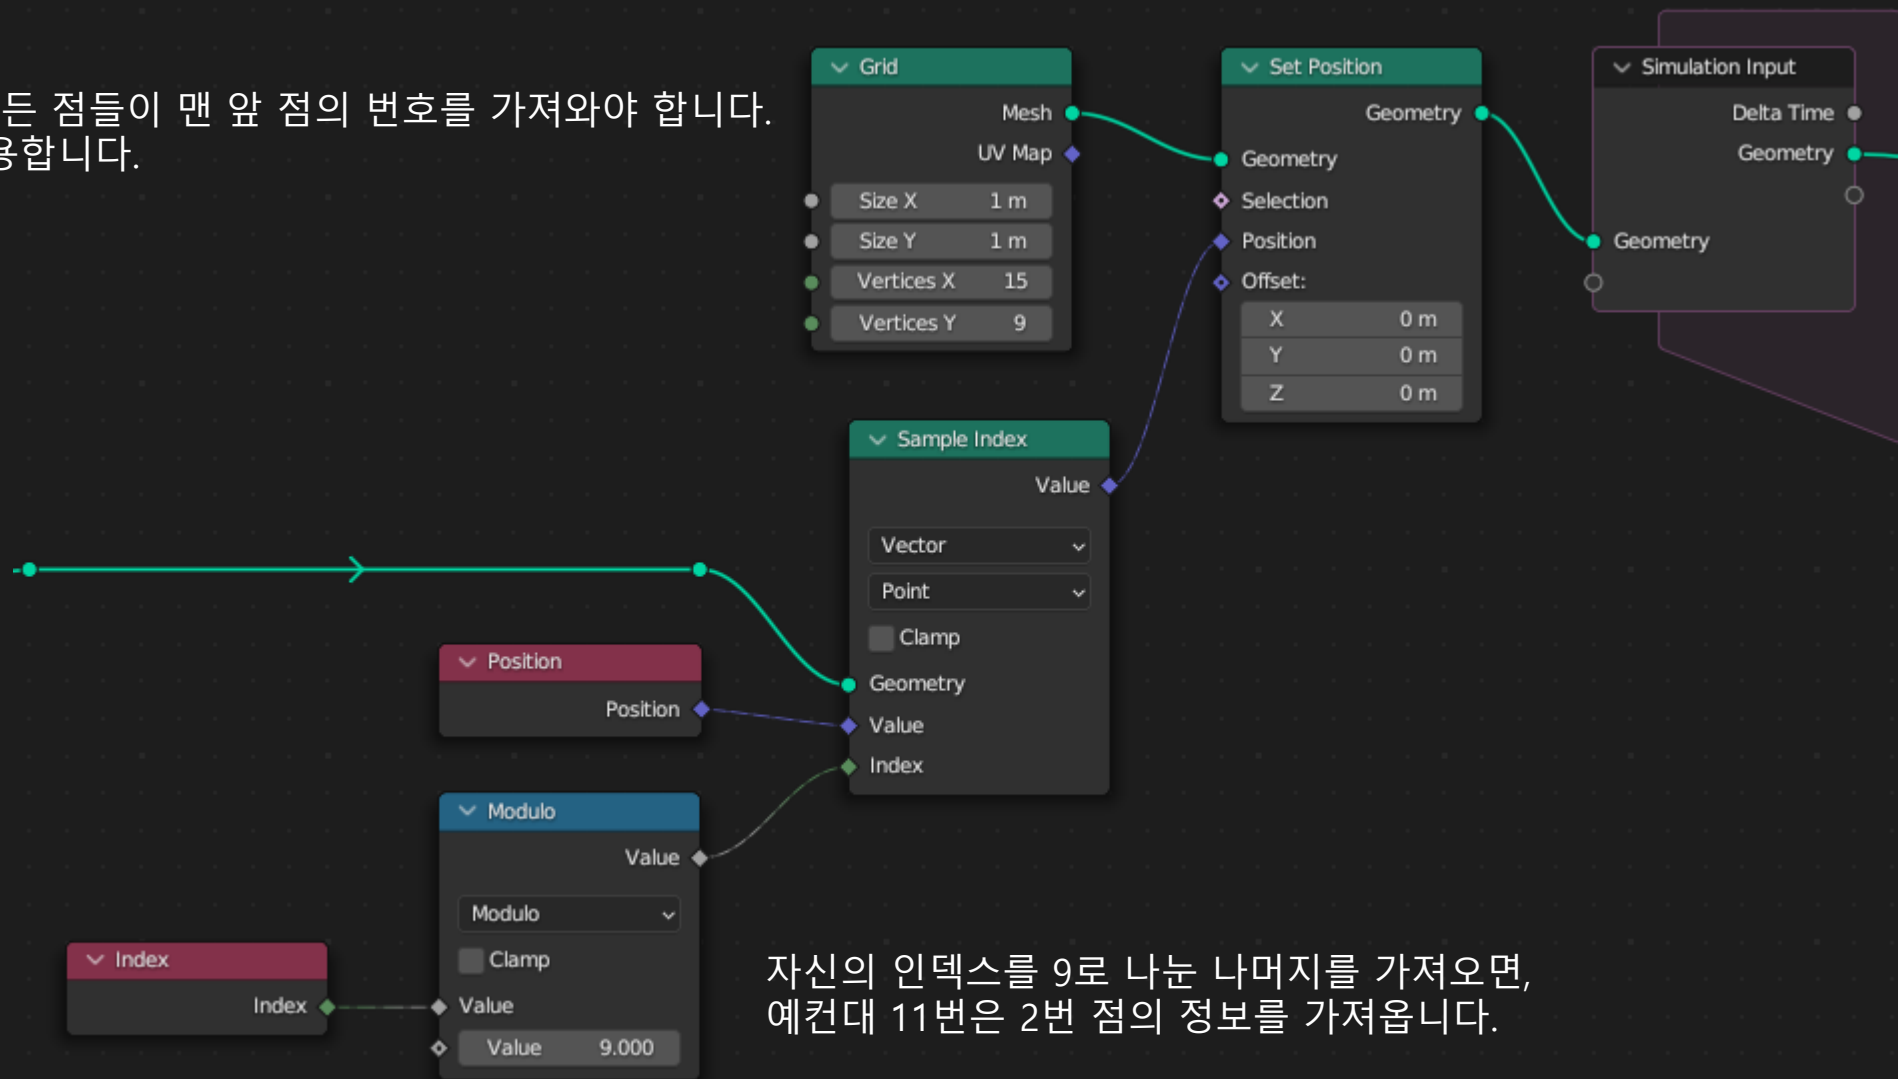 든 점들이 맨 앞 점의 번호를 가져와야 합니다.
용합니다.
Grid
Mesh
UV Map
Size X 1 m
Size Y 1 m
Vertices X 15
Vertices Y 9
Set Position
Geometry
Geometry
Selection
Position
Offset:
X 0 m
Y 0 m
Z 0 m
Simulation Input
Delta Time
Geometry
Geometry
Sample Index
Value
Vector
Point
Clamp
Geometry
Value
Index
Position
Position
Modulo
Value
Modulo
Clamp
Value
Value 9.000
Index
Index
자신의 인덱스를 9로 나눈 나머지를 가져오면,
예컨대 11번은 2번 점의 정보를 가져옵니다.